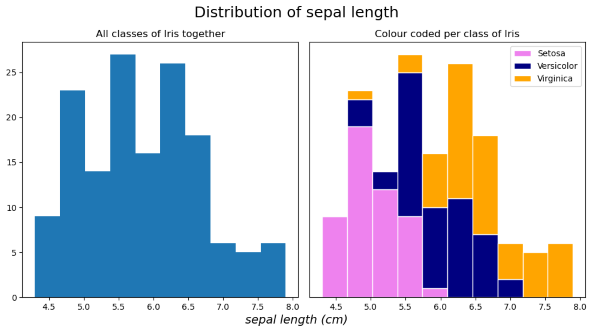 Distribution of sepal length
All classes of Iris together
Colour coded per class of Iris
25
20
15
10
5
0
4.5 5.0 5.5 6.0 6.5 7.0 7.5 8.0
Setosa
Versicolor
Virginica
4.5 5.0 5.5 6.0 6.5 7.0 7.5 8.0
sepal length (cm)